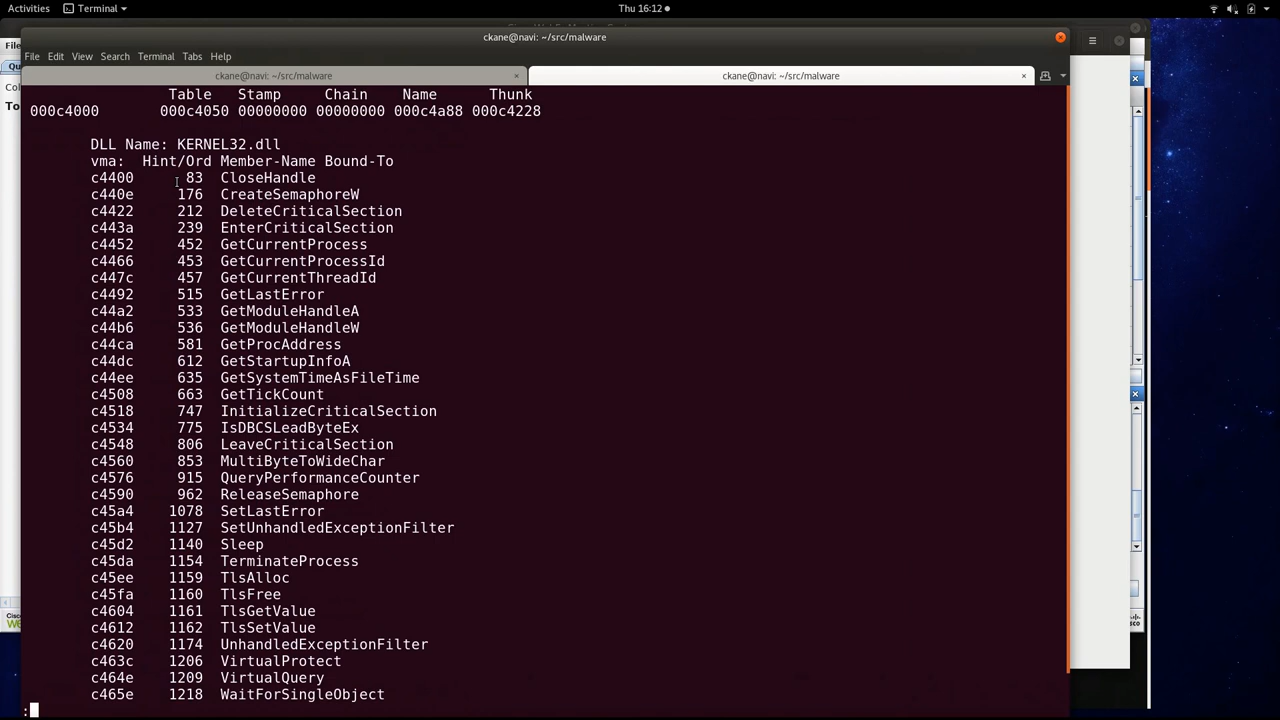 Activities Terminal Thu 16:12
ckane@navi: ~/src/malware
File Edit View Search Terminal Tabs Help
ckane@navi: ~/src/malware × ckane@navi: ~/src/malware ×
Table Stamp Chain Name Thunk
000c4000 000c4050 00000000 00000000 000c4a88 000c4228
DLL Name: KERNEL32.dll
vma: Hint/Ord Member-Name Bound-To
c4400 83 CloseHandle
c440e 176 CreateSemaphoreW
c4422 212 DeleteCriticalSection
c443a 239 EnterCriticalSection
c4452 452 GetCurrentProcess
c4466 453 GetCurrentProcessId
c447c 457 GetCurrentThreadId
c4492 515 GetLastError
c44a2 533 GetModuleHandleA
c44b6 536 GetModuleHandleW
c44ca 581 GetProcAddress
c44dc 612 GetStartupInfoA
c44ee 635 GetSystemTimeAsFileTime
c4508 663 GetTickCount
c4518 747 InitializeCriticalSection
c4534 775 IsDBCSLeadByteEx
c4548 806 LeaveCriticalSection
c4560 853 MultiByteToWideChar
c4576 915 QueryPerformanceCounter
c4590 962 ReleaseSemaphore
c45a4 1078 SetLastError
c45b4 1127 SetUnhandledExceptionFilter
c45d2 1140 Sleep
c45da 1154 TerminateProcess
c45ee 1159 TlsAlloc
c45fa 1160 TlsFree
c4604 1161 TlsGetValue
c4612 1162 TlsSetValue
c4620 1174 UnhandledExceptionFilter
c463c 1206 VirtualProtect
c464e 1209 VirtualQuery
c465e 1218 WaitForSingleObject
: